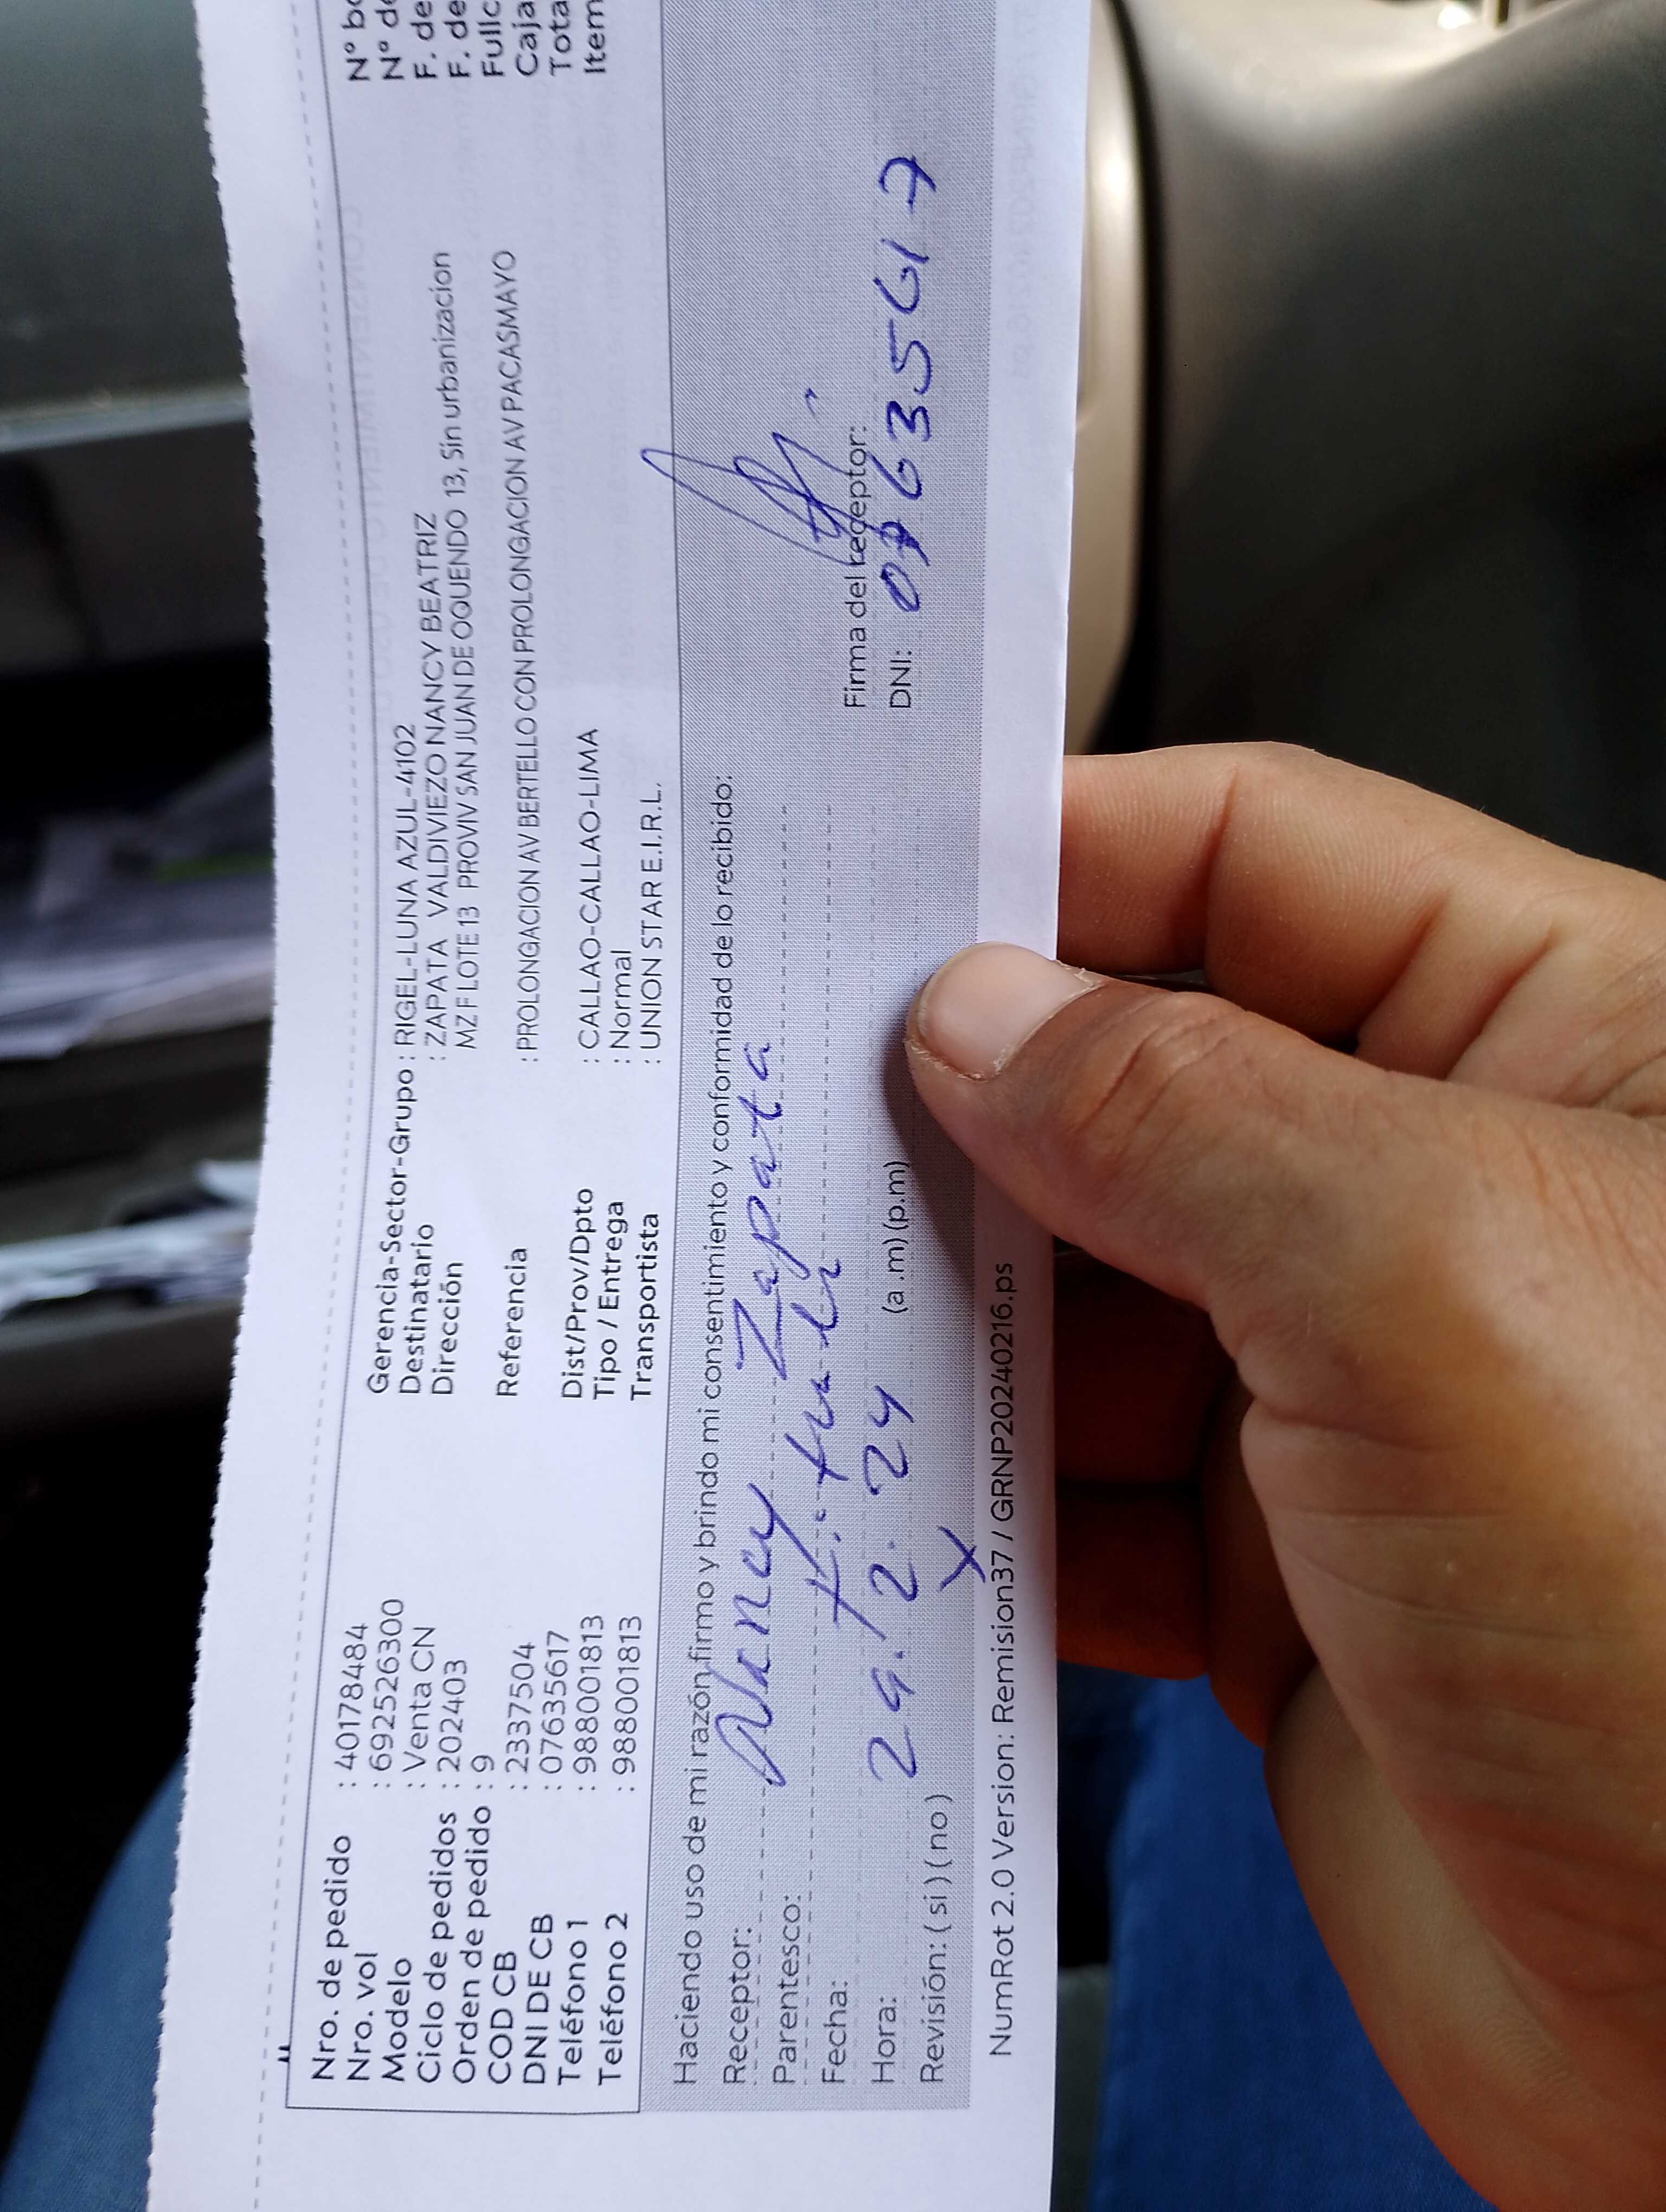 Nro. de pedido : 40178484
Nro. vol : 692526300
Modelo : Venta CN
Ciclo de pedidos : 202403
Orden de pedido : 9
COD CB : 2337504
DNI DE CB : 07635617
Teléfono 1 : 988001813
Teléfono 2 : 988001813
Gerencia-Sector-Grupo : RIGEL-LUNA AZUL-4102
Destinatario : ZAPATA VALDIVIEZO NANCY BEATRIZ
Dirección MZ F LOTE 13 PROVIV SAN JUAN DE OQUENDO 13, Sin urbanizacion
Referencia : PROLONGACION AV BERTELLO CON PROLONGACION AV PACASMAYO
Dist/Prov/Dpto : CALLAO-CALLAO-LIMA
Tipo / Entrega : Normal
Transportista : UNION STAR E.I.R.L.
N° b
N° d
F. de
F. de
Fullc
Caja
Tota
Item
Haciendo uso de mi razón, firmo y brindo mi consentimiento y conformidad de lo recibido:
Receptor: Nancy Zapata
Parentesco:
Fecha:
Hora: (a .m) (p.m)
Revisión: ( si ) ( no ) X
Firma del receptor:
DNI: 07635617
NumRot 2.0 Version: Remision37 / GRNP20240216.ps